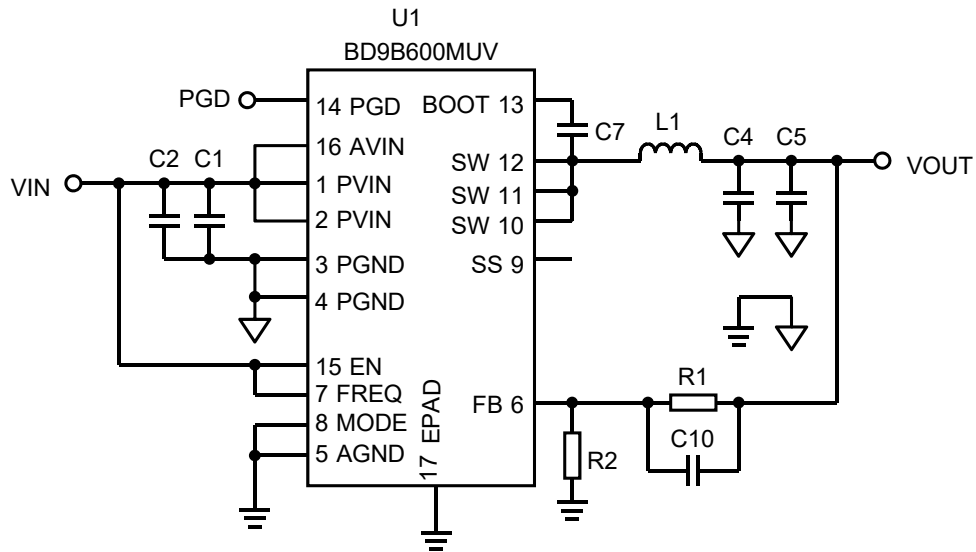 U1
BD9B600MUV
PGD
14 PGD
BOOT 13
C7
L1
C4
C5
16 AVIN
C2
C1
VIN
1 PVIN
2 PVIN
SW 12
SW 11
SW 10
VOUT
3 PGND
4 PGND
SS 9
15 EN
7 FREQ
8 MODE
5 AGND
17 EPAD
FB 6
R1
C10
R2